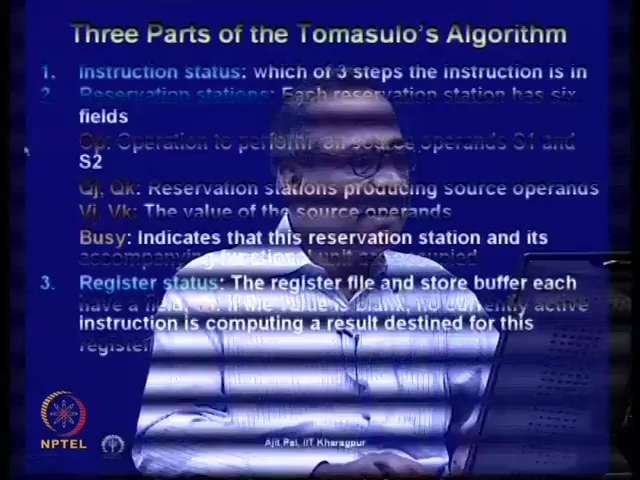 Three Parts of the Tomasulo's Algorithm
1. Instruction status: which of 3 steps the instruction is in
2. Reservation stations: Each reservation station has six
fields
Op: Operation to perform on source operands S1 and
S2
Qj, Qk: Reservation stations producing source operands
Vj, Vk: The value of the source operands
Busy: Indicates that this reservation station and its
accompanying functional unit are occupied
3. Register status: The register file and store buffer each
have a field, If the value is blank, no currently active
instruction is computing a result destined for this
register
NPTEL
Ajit Pal, IIT Kharagpur